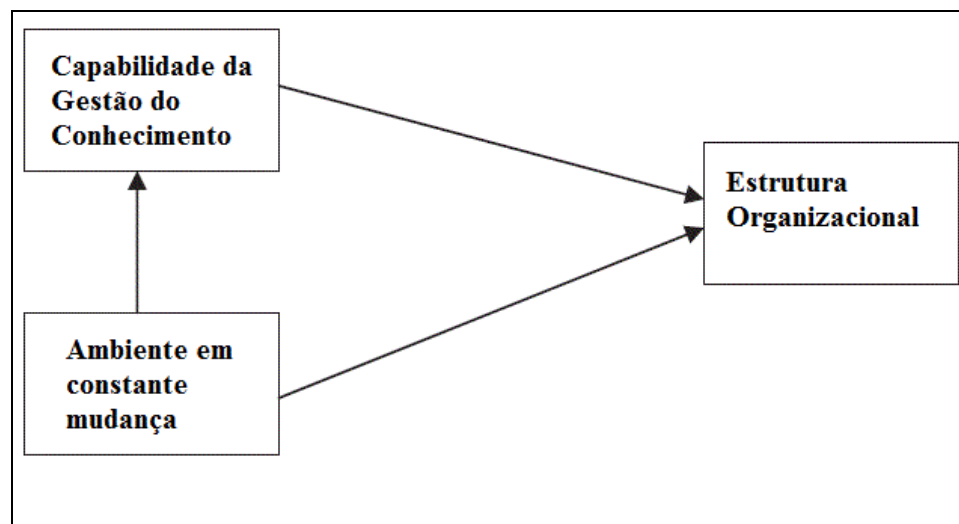 Capabilidade da
Gestão do
Conhecimento
Estrutura
Organizacional
Ambiente em
constante
mudança